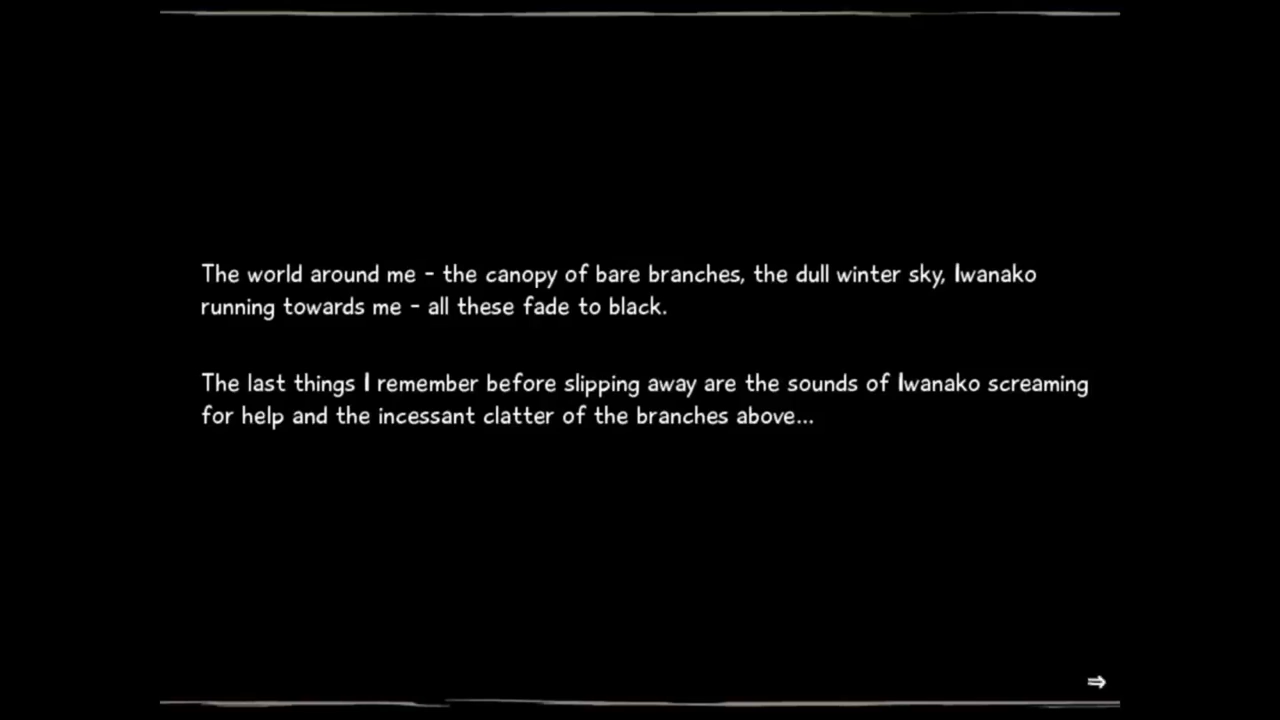 The world around me - the canopy of bare branches, the dull winter sky, Iwanako
running towards me - all these fade to black.
The last things I remember before slipping away are the sounds of Iwanako screaming
for help and the incessant clatter of the branches above...
⇒